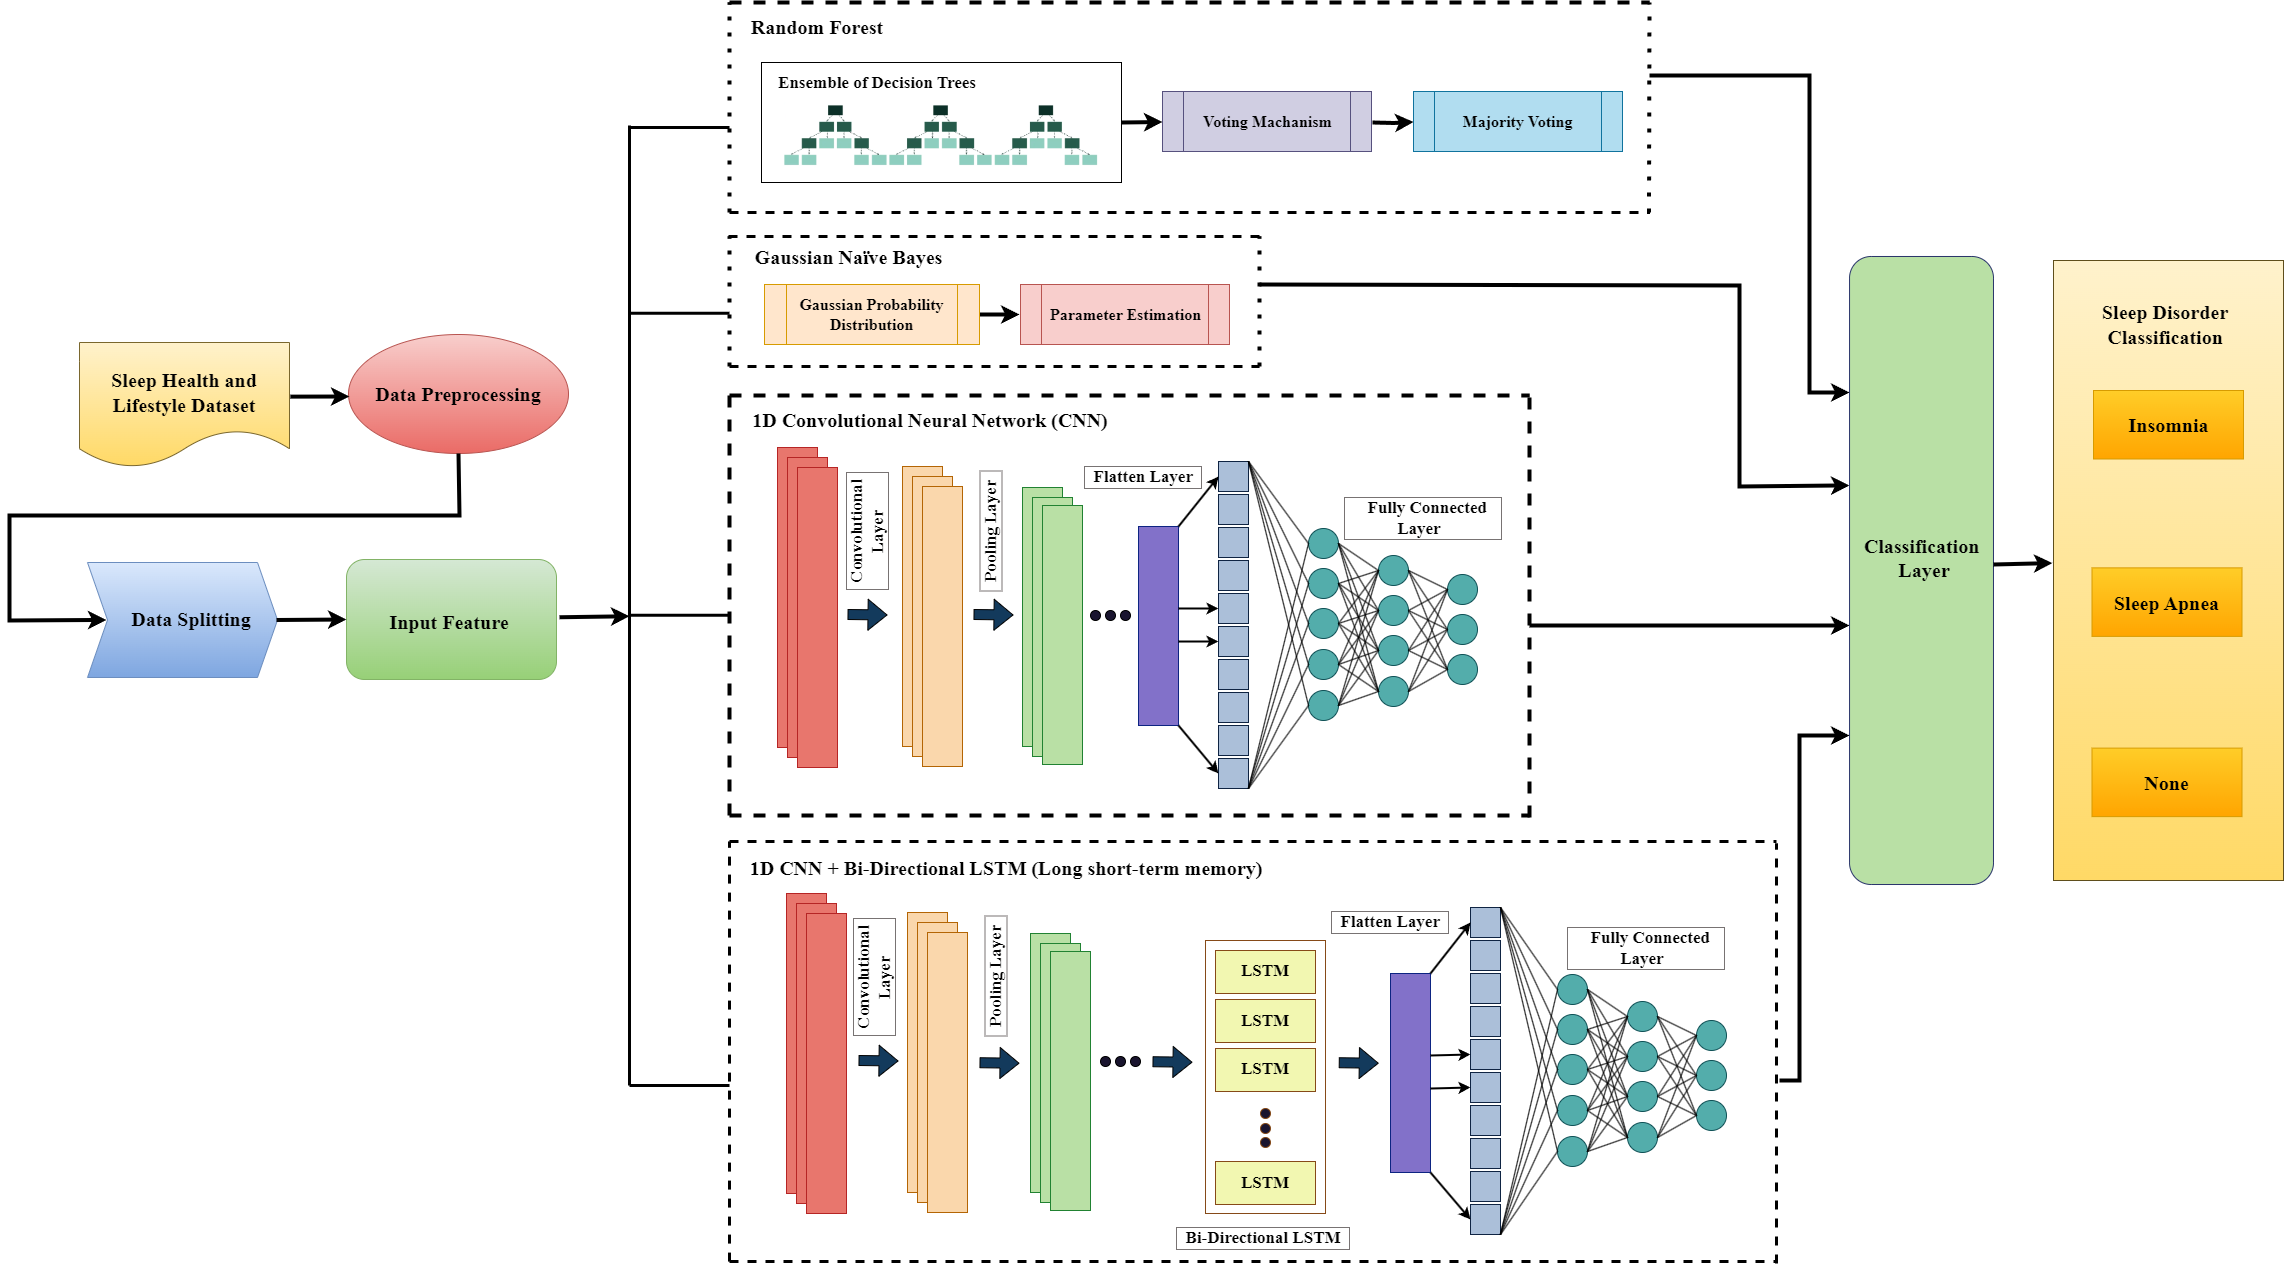 Sleep Health and
Lifestyle Dataset
Data Preprocessing
Data Splitting
Input Feature
Random Forest
Ensemble of Decision Trees
Voting Machanism
Majority Voting
Gaussian Naïve Bayes
Gaussian Probability
Distribution
Parameter Estimation
1D Convolutional Neural Network (CNN)
Convolutional
Layer
Pooling Layer
Flatten Layer
Fully Connected
Layer
1D CNN + Bi-Directional LSTM (Long short-term memory)
Convolutional
Layer
Pooling Layer
LSTM
LSTM
LSTM
LSTM
Bi-Directional LSTM
Flatten Layer
Fully Connected
Layer
Classification
Layer
Sleep Disorder
Classification
Insomnia
Sleep Apnea
None